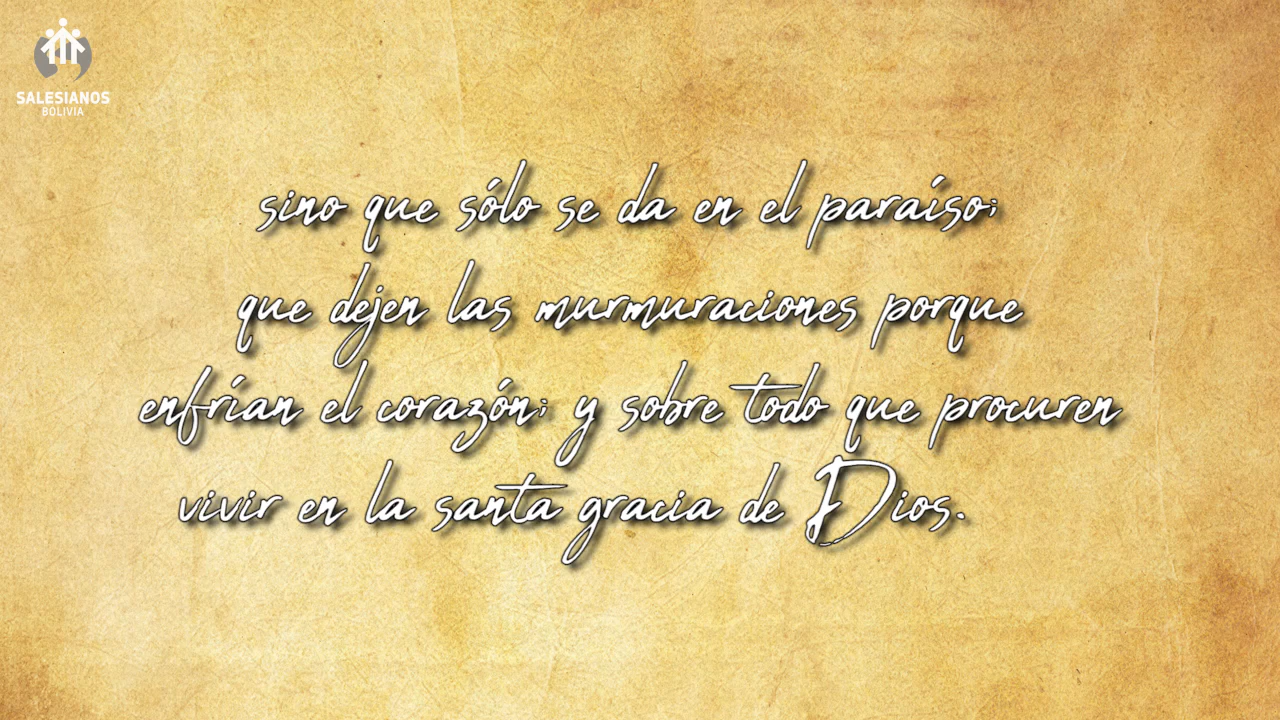 SALESIANOS
BOLIVIA
sino que sólo se da en el paraíso;
que dejen las murmuraciones porque
enfrían el corazón; y sobre todo que procuren
vivir en la santa gracia de Dios.